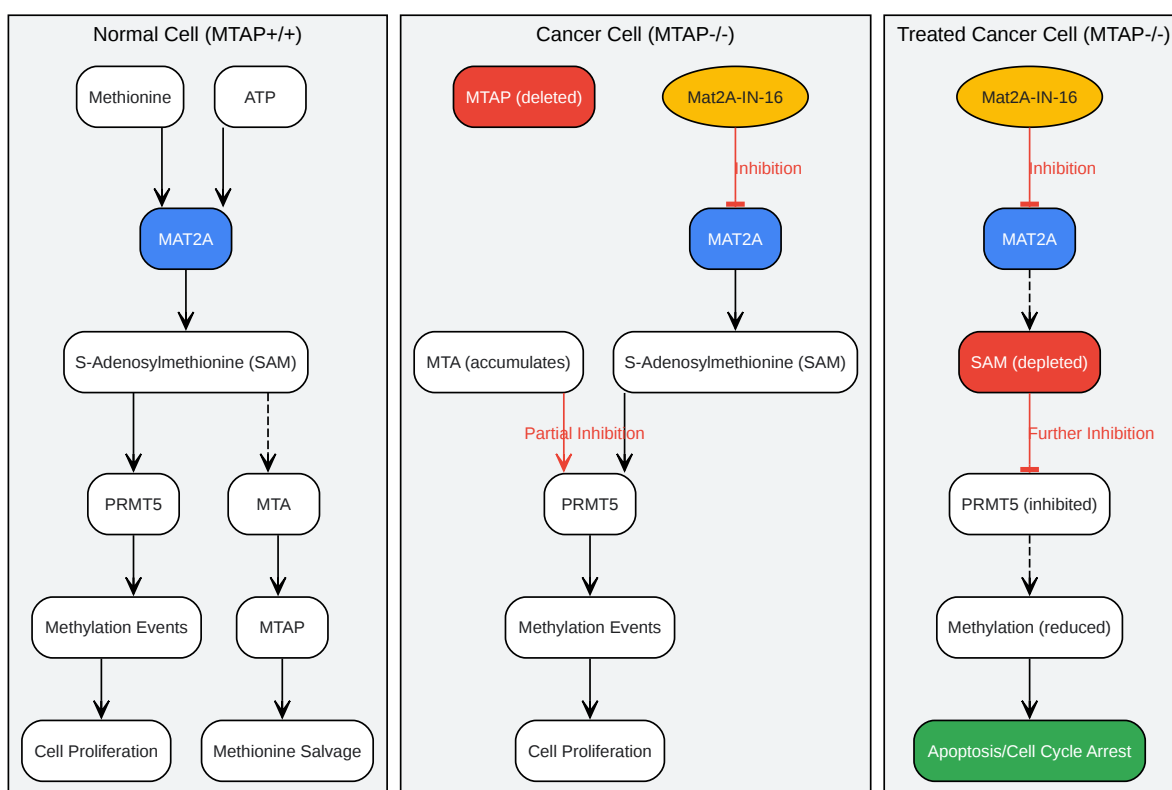 Normal Cell (MTAP+/+)
Methionine
ATP
MAT2A
S-Adenosylmethionine (SAM)
PRMT5
MTA
Methylation Events
MTAP
Cell Proliferation
Methionine Salvage
Cancer Cell (MTAP-/-)
MTAP (deleted)
Mat2A-IN-16
Inhibition
MAT2A
MTA (accumulates)
S-Adenosylmethionine (SAM)
Partial Inhibition
PRMT5
Methylation Events
Cell Proliferation
Treated Cancer Cell (MTAP-/-)
Mat2A-IN-16
Inhibition
MAT2A
SAM (depleted)
Further Inhibition
PRMT5 (inhibited)
Methylation (reduced)
Apoptosis/Cell Cycle Arrest